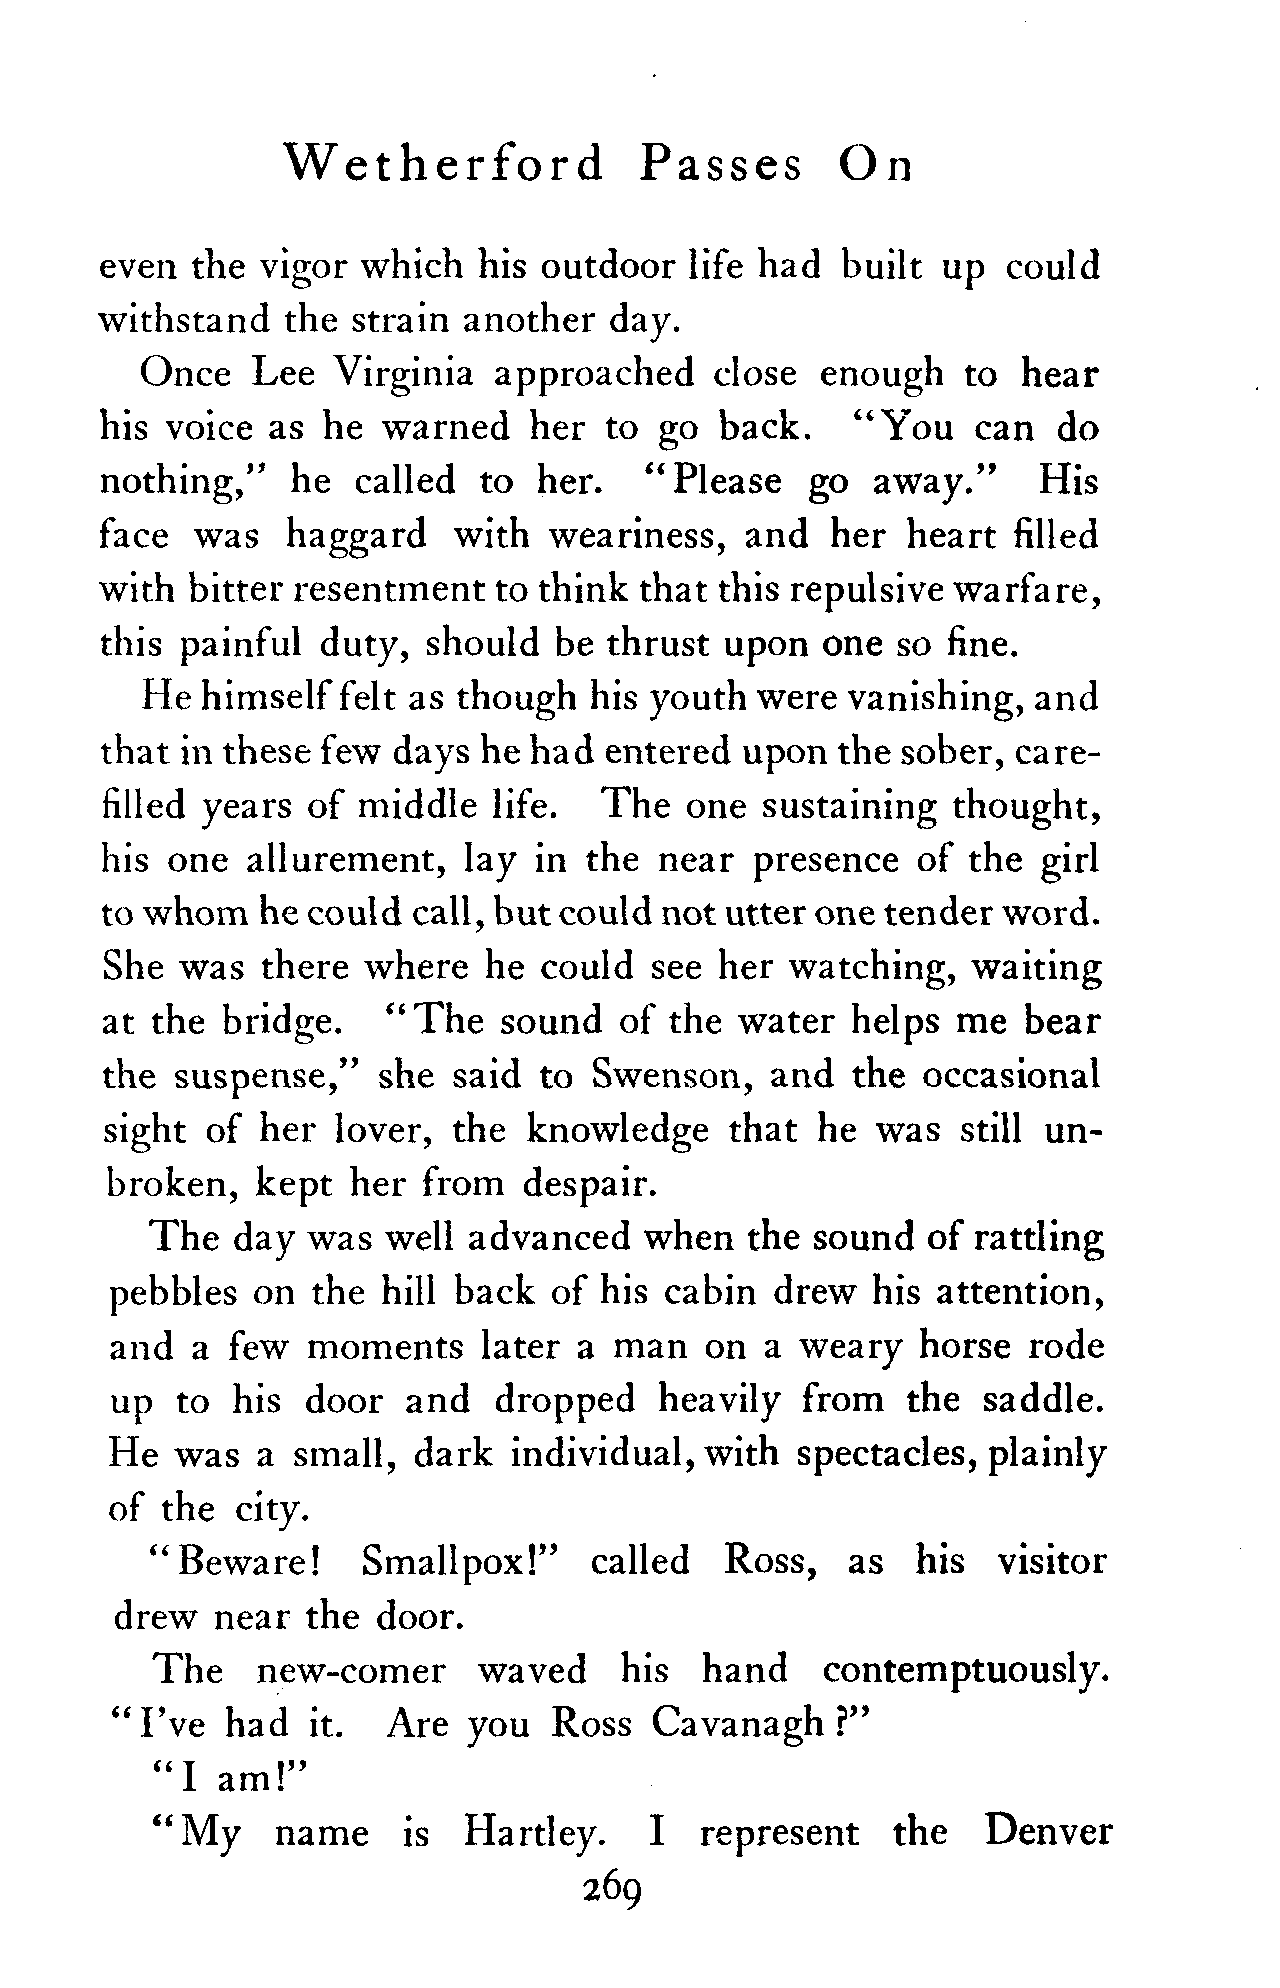 Wetherford Passes On
even the vigor which his outdoor life had built up could
withstand the strain another day.
Once Lee Virginia approached close enough to hear
his voice as he warned her to go back. "You can do
nothing," he called to her. "Please go away." His
face was haggard with weariness, and her heart filled
with bitter resentment to think that this repulsive warfare,
this painful duty, should be thrust upon one so fine.
He himself felt as though his youth were vanishing, and
that in these few days he had entered upon the sober, care-
filled years of middle life. The one sustaining thought,
his one allurement, lay in the near presence of the girl
to whom he could call, but could not utter one tender word.
She was there where he could see her watching, waiting
at the bridge. "The sound of the water helps me bear
the suspense," she said to Swenson, and the occasional
sight of her lover, the knowledge that he was still un-
broken, kept her from despair.
The day was well advanced when the sound of rattling
pebbles on the hill back of his cabin drew his attention,
and a few moments later a man on a weary horse rode
up to his door and dropped heavily from the saddle.
He was a small, dark individual, with spectacles, plainly
of the city.
"Beware! Smallpox!" called Ross, as his visitor
drew near the door.
The new-comer waved his hand contemptuously.
"I've had it. Are you Ross Cavanagh?"
"I am!"
"My name is Hartley. I represent the Denver
269